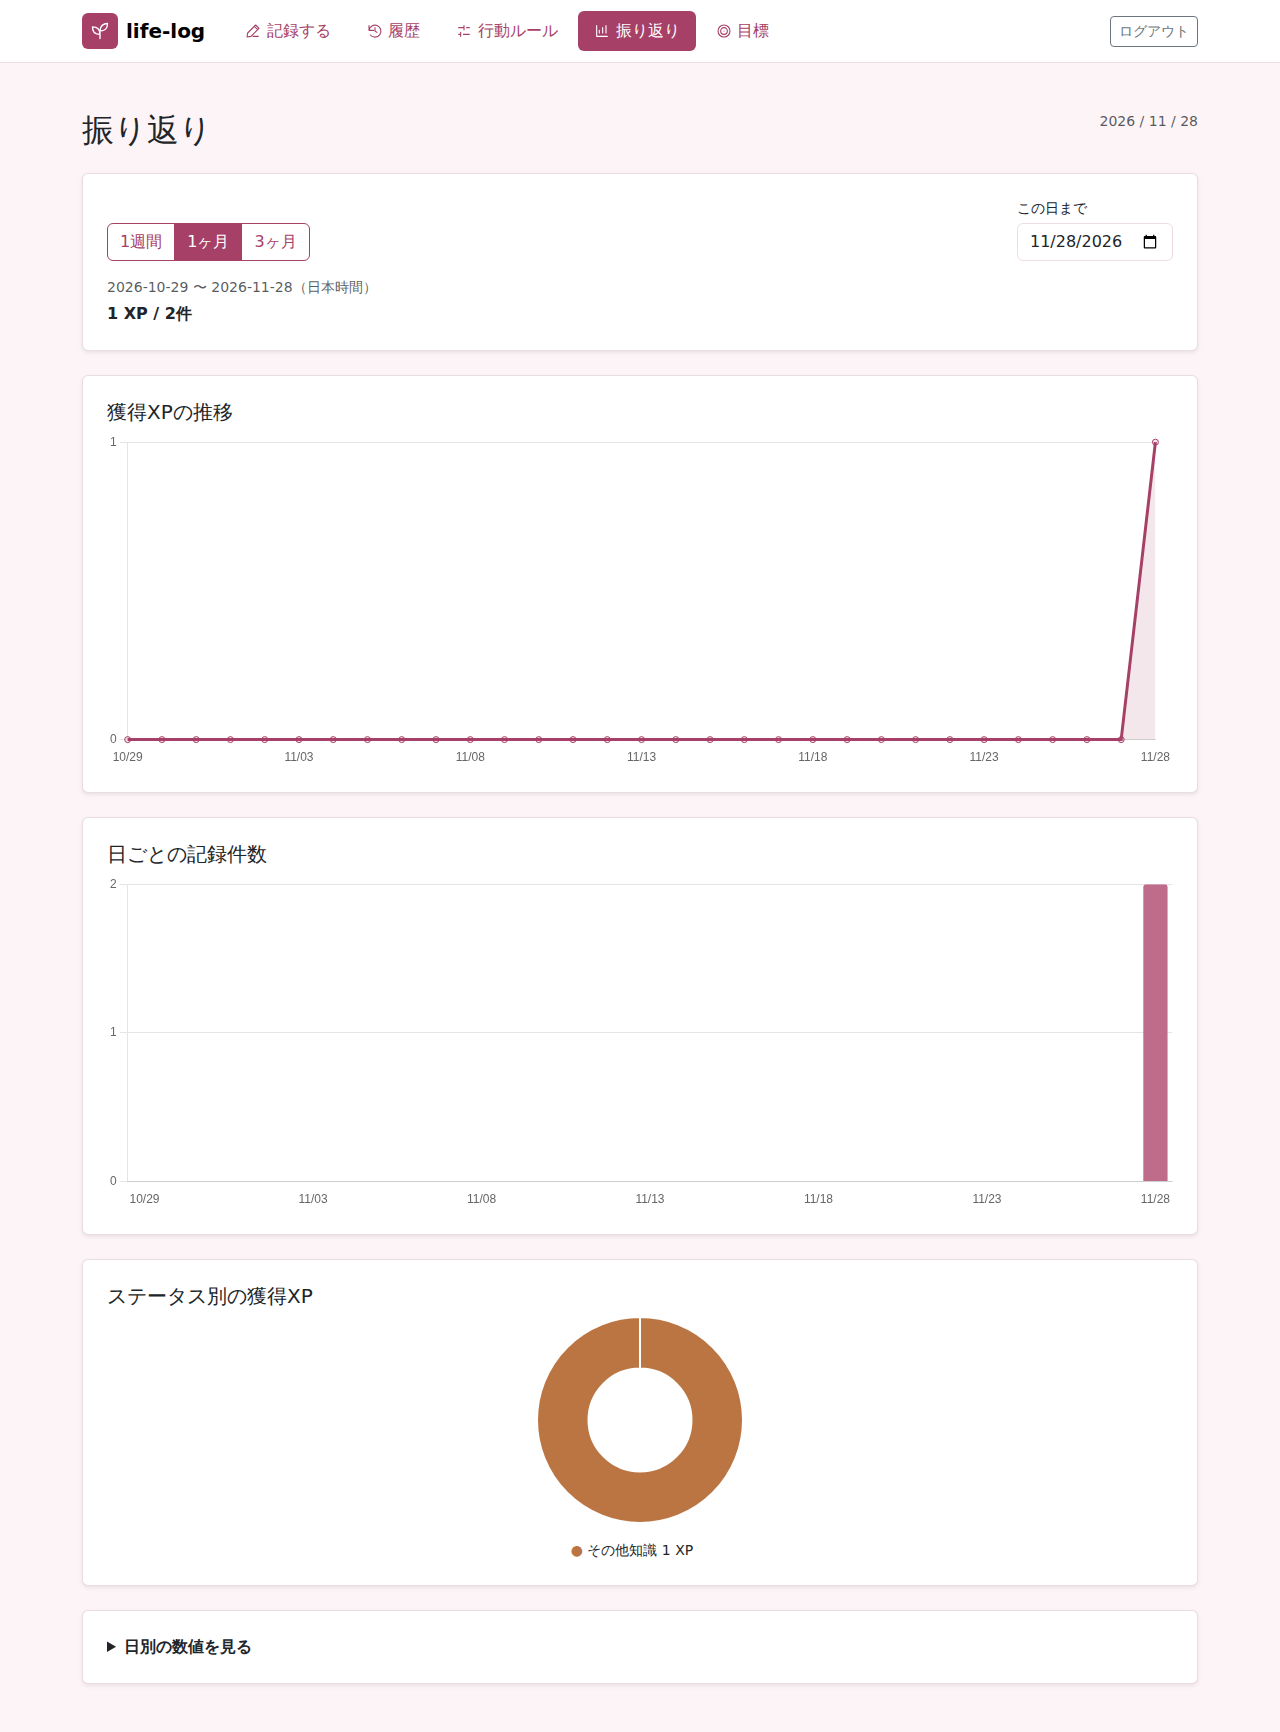 life-log 記録する 履歴 行動ルール 振り返り 目標 ログアウト
振り返り
2026 / 11 / 28
この日まで
1週間 1ヶ月 3ヶ月
11/28/2026
2026-10-29 〜 2026-11-28（日本時間）
1 XP / 2件
獲得XPの推移
1
0
10/29 11/03 11/08 11/13 11/18 11/23 11/28
日ごとの記録件数
2
1
0
10/29 11/03 11/08 11/13 11/18 11/23 11/28
ステータス別の獲得XP
その他知識 1 XP
日別の数値を見る